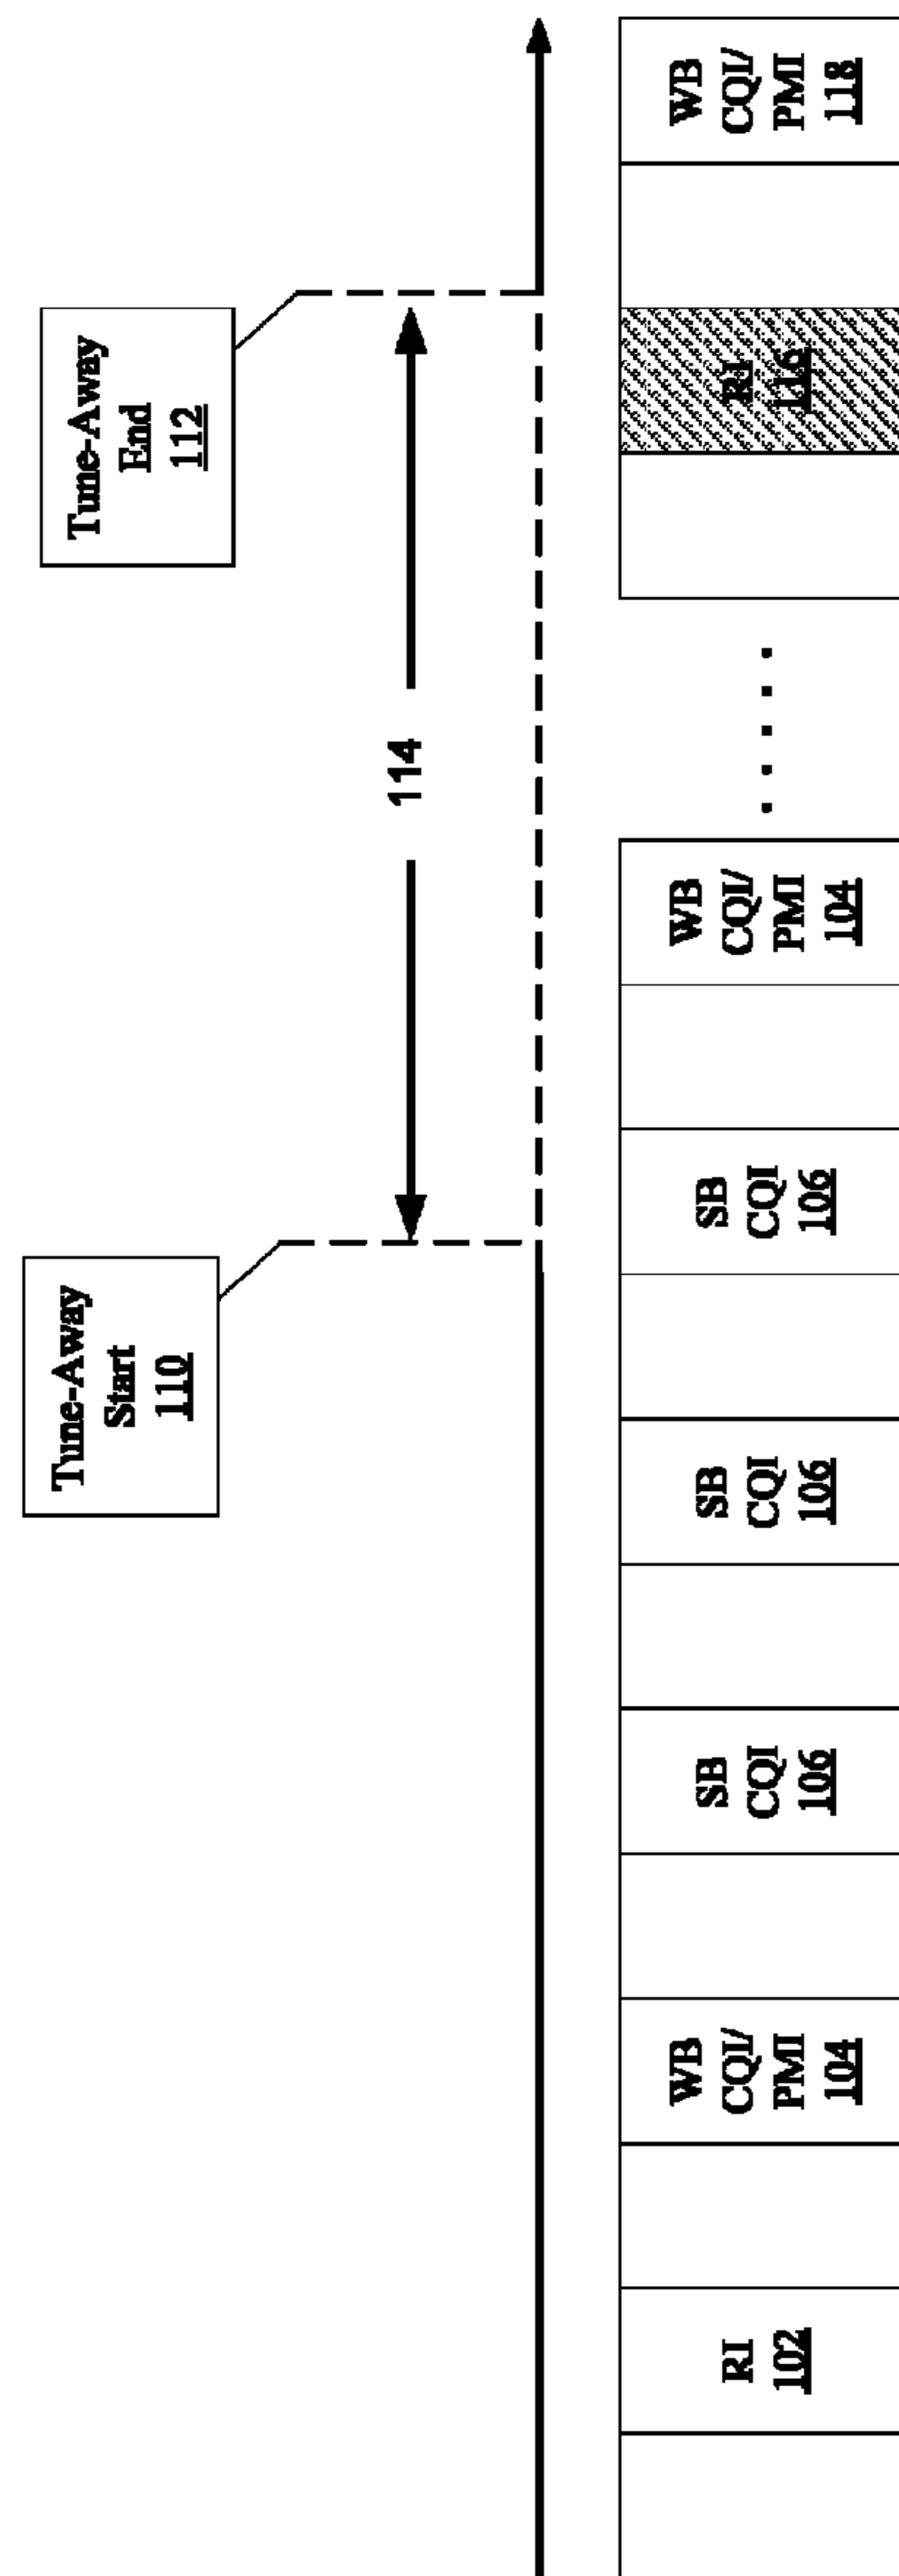 Tune-Away
Start
110
Tune-Away
End
112
114
RI
102
WB
CQI/
PMI
104
SB
CQI
106
SB
CQI
106
SB
CQI
106
WB
CQI/
PMI
104
RI
116
WB
CQI/
PMI
118